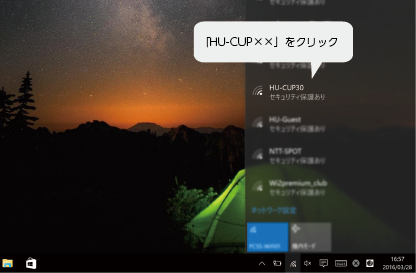 「HU-CUP××」をクリック
HU-CUP30
セキュリティ保護あり
HU-Guest
セキュリティ保護あり
NTT-SPOT
セキュリティ保護あり
Wi2premium_club
セキュリティ保護あり
ネットワーク設定
機内モード
16:57
2016/03/28